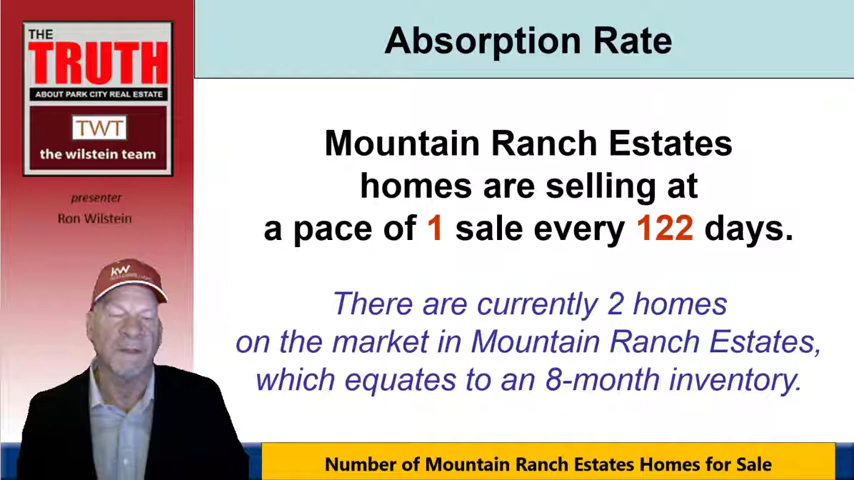 THE
TRUTH
ABOUT PARK CITY REAL ESTATE
TWT
the wilstein team
presenter
Ron Wilstein
kw
Absorption Rate
Mountain Ranch Estates
homes are selling at
a pace of 1 sale every 122 days.
There are currently 2 homes
on the market in Mountain Ranch Estates,
which equates to an 8-month inventory.
Number of Mountain Ranch Estates Homes for Sale